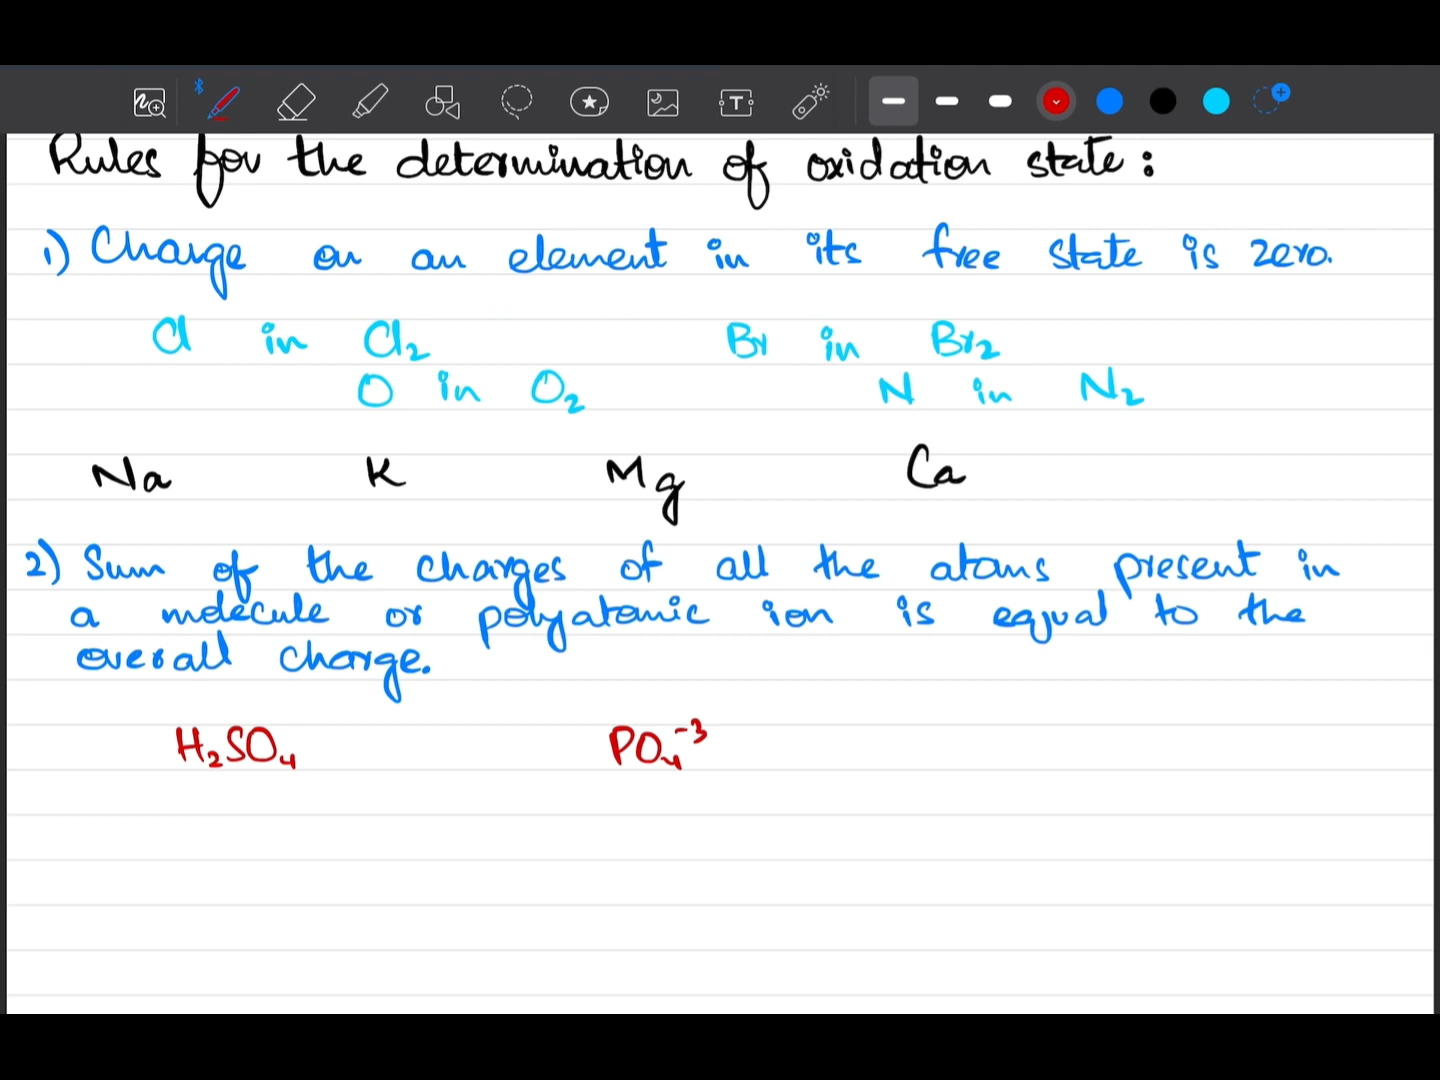 Rules for the determination of oxidation state:
1) Charge on an element in its free state is zero.
Cl in Cl₂ Br in Br₂
O in O₂ N in N₂
Na K Mg Ca
2) Sum of the charges of all the atoms present in
a molecule or polyatomic ion is equal to the
overall charge.
H₂SO₄ PO₄⁻³